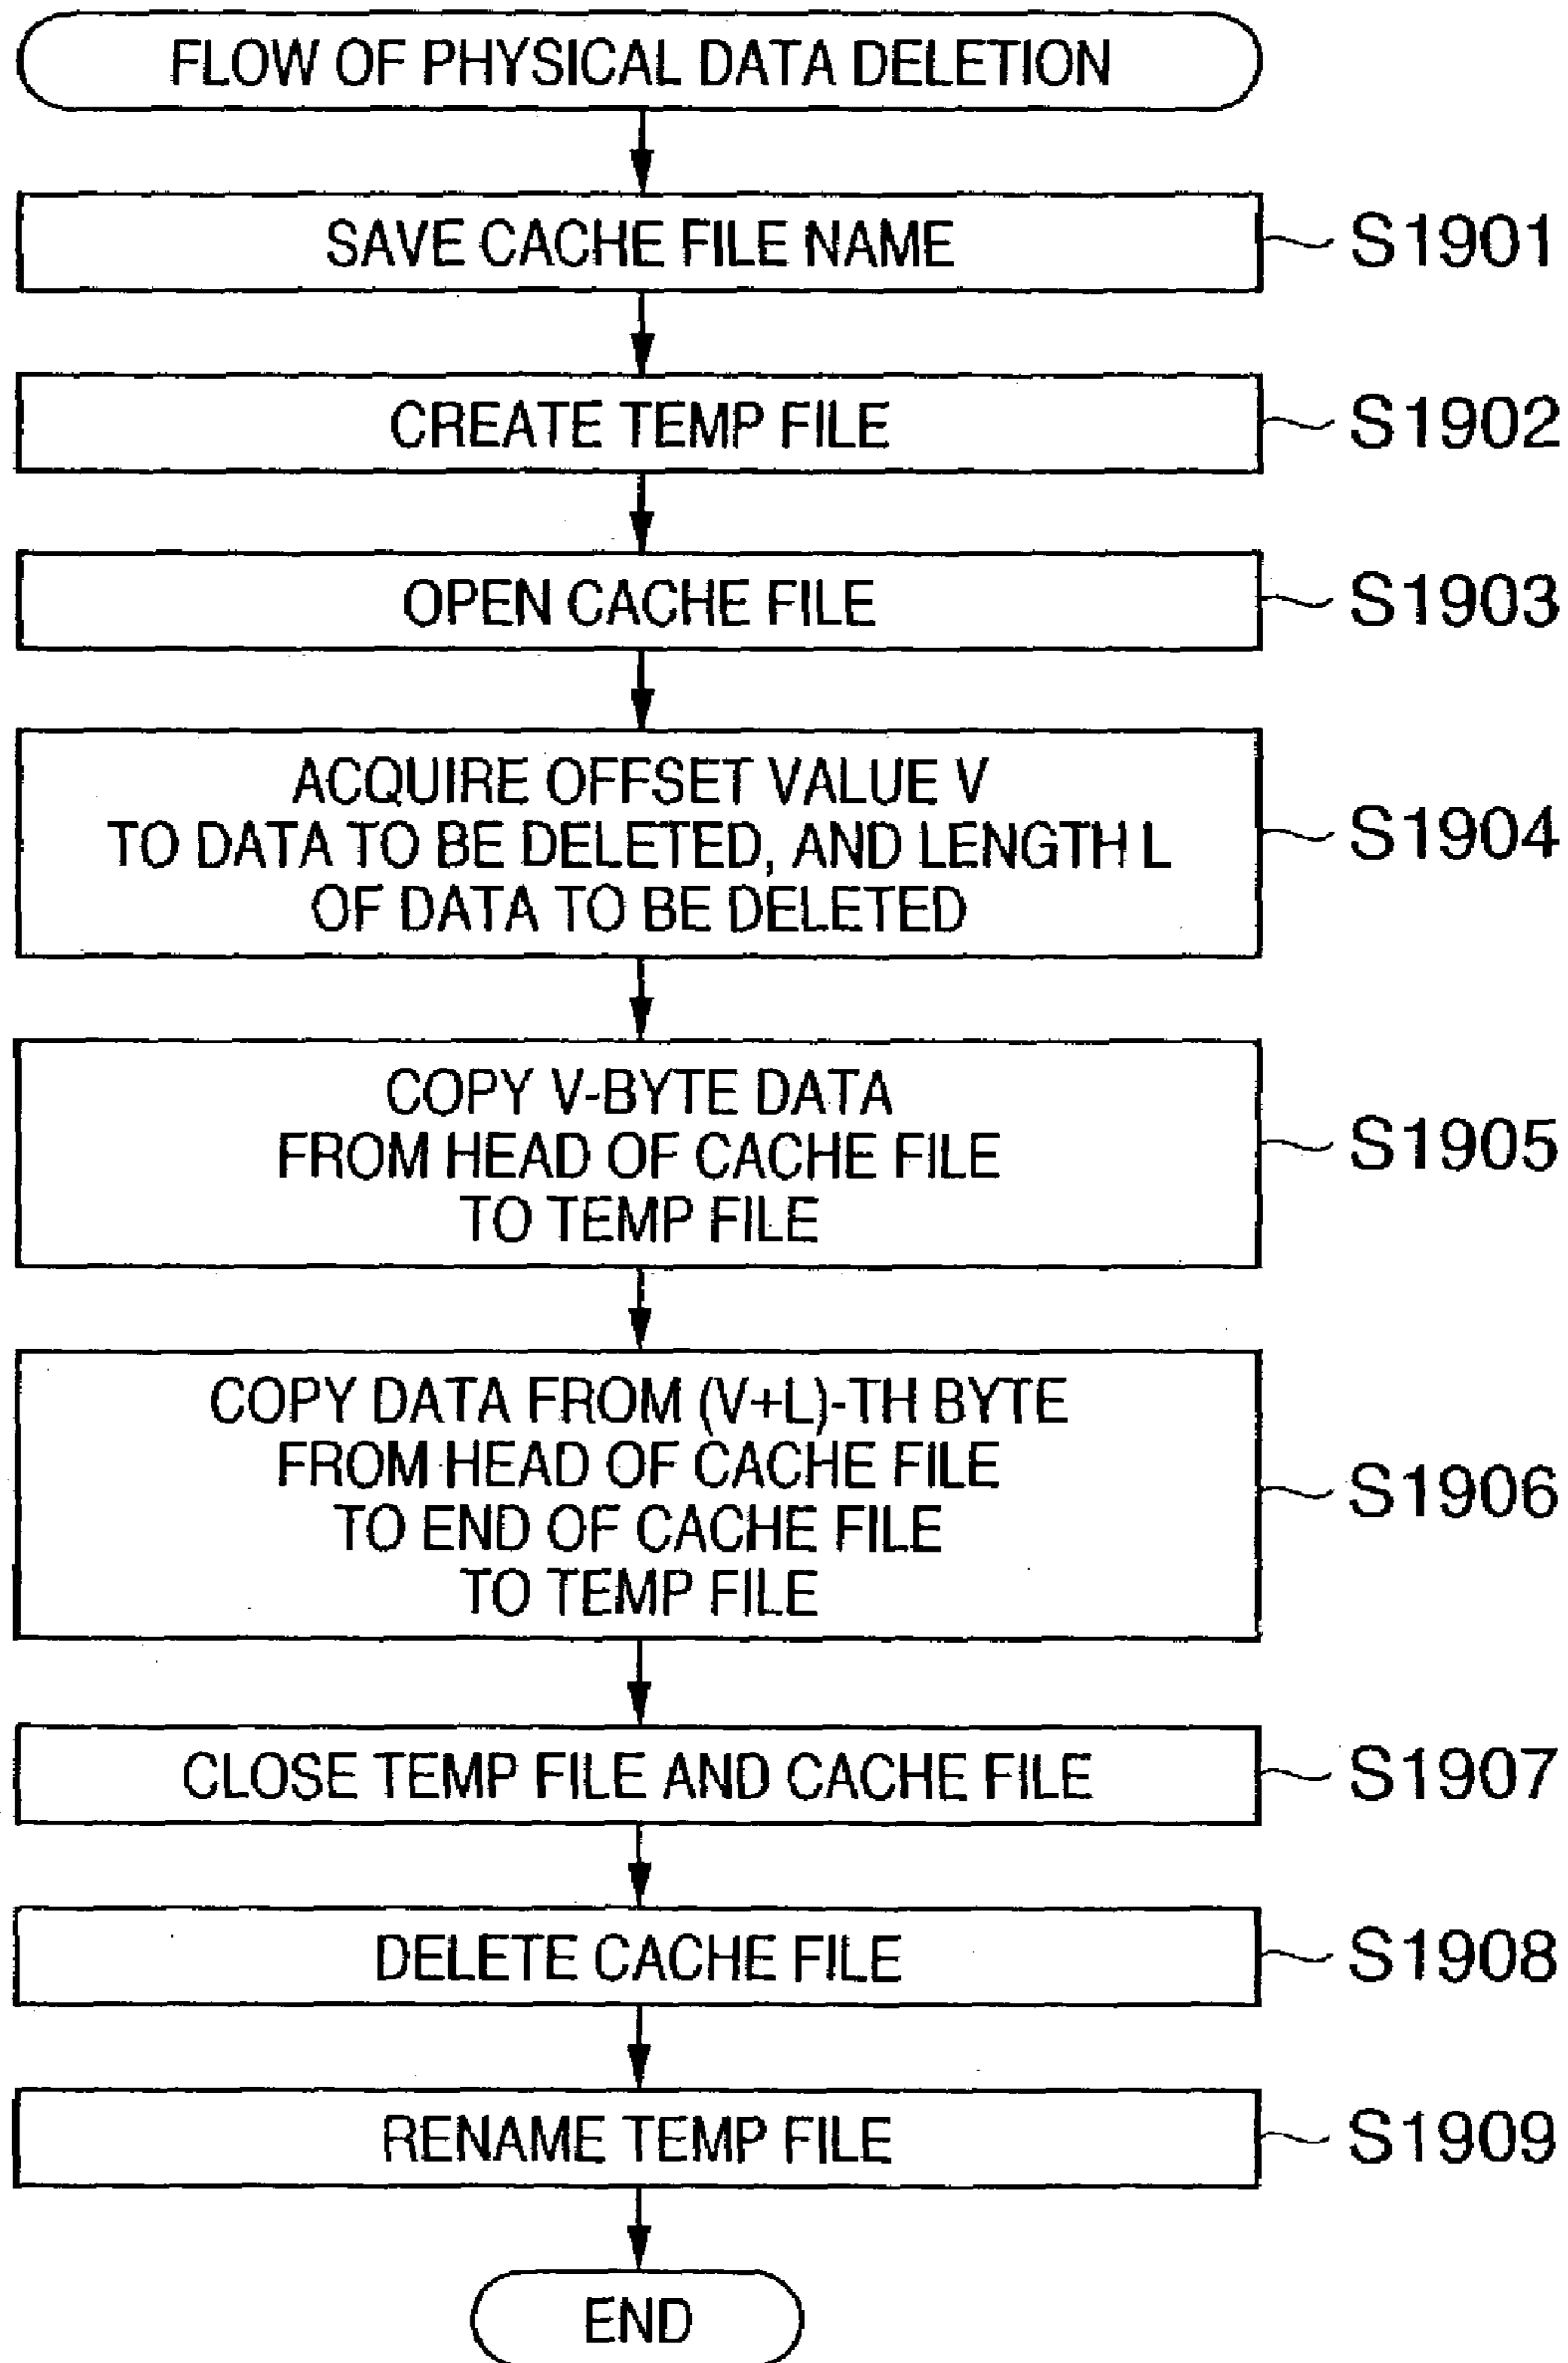 FLOW OF PHYSICAL DATA DELETION
SAVE CACHE FILE NAME
S1901
CREATE TEMP FILE
S1902
OPEN CACHE FILE
S1903
ACQUIRE OFFSET VALUE V
TO DATA TO BE DELETED, AND LENGTH L
OF DATA TO BE DELETED
S1904
COPY V-BYTE DATA
FROM HEAD OF CACHE FILE
TO TEMP FILE
S1905
COPY DATA FROM (V+L)-TH BYTE
FROM HEAD OF CACHE FILE
TO END OF CACHE FILE
TO TEMP FILE
S1906
CLOSE TEMP FILE AND CACHE FILE
S1907
DELETE CACHE FILE
S1908
RENAME TEMP FILE
S1909
END